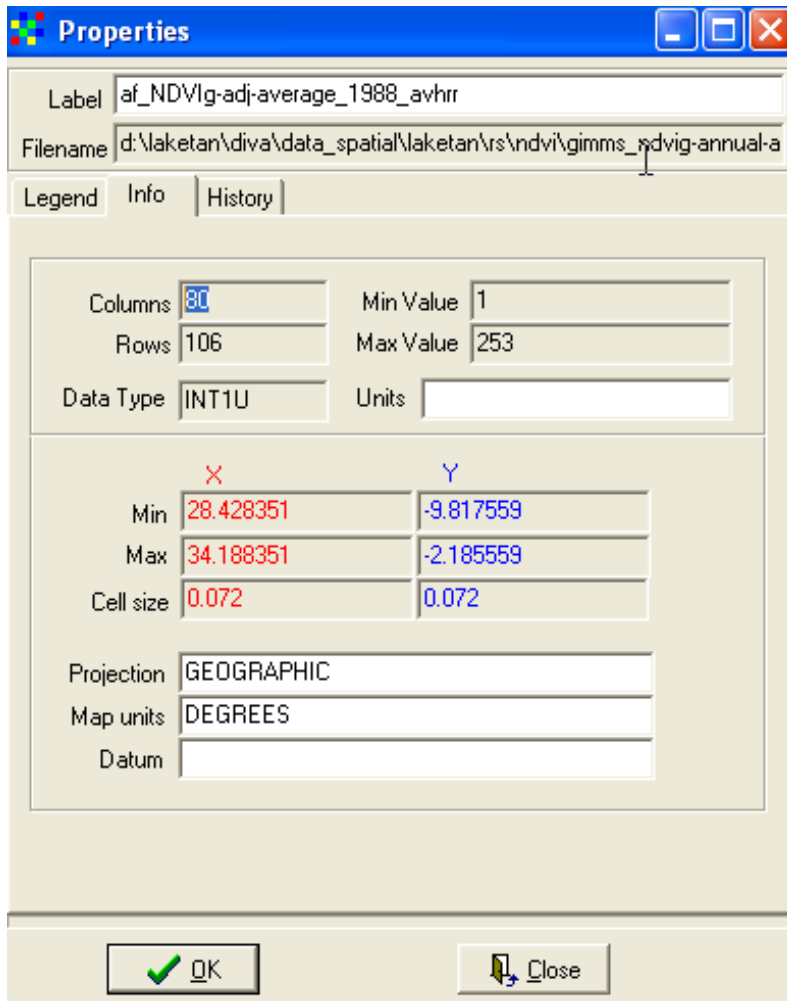 Properties
Label af_NDVIg-adj-average_1988_avhrr
Filename d:\laketan\diva\data_spatial\laketan\rs\ndvi\gimms_ndvig-annual-a
Legend Info History
Columns 80 Min Value 1
Rows 106 Max Value 253
Data Type INT1U Units
X Y
Min 28.428351 -9.817559
Max 34.188351 -2.185559
Cell size 0.072 0.072
Projection GEOGRAPHIC
Map units DEGREES
Datum
OK Close